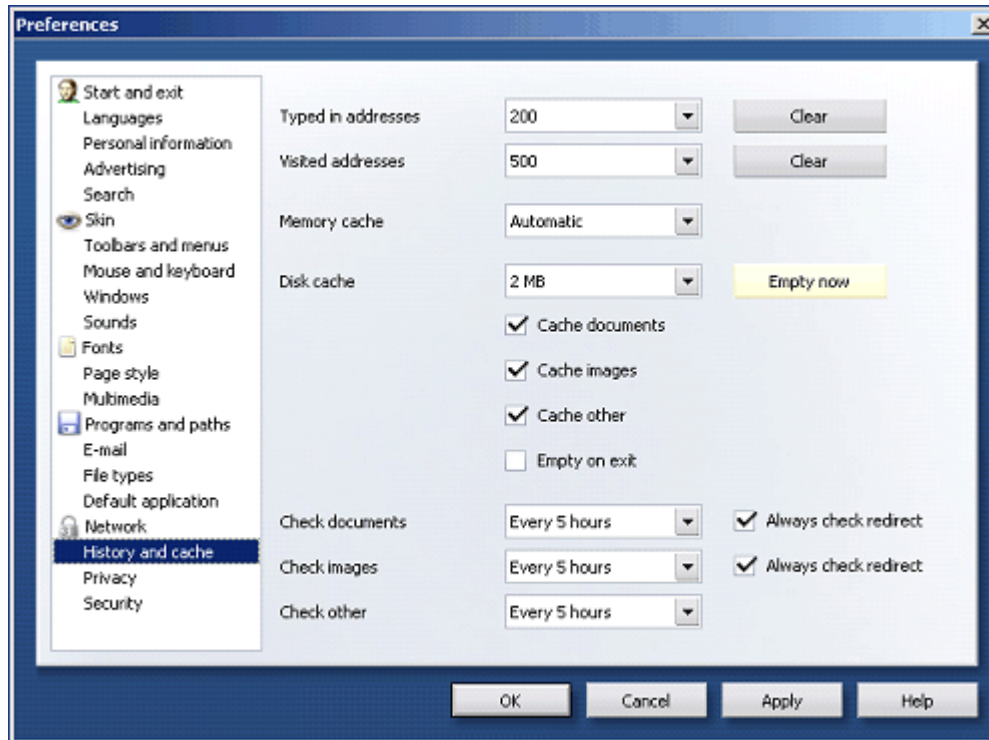 Preferences
Start and exit
Languages
Personal information
Advertising
Search
Skin
Toolbars and menus
Mouse and keyboard
Windows
Sounds
Fonts
Page style
Multimedia
Programs and paths
E-mail
File types
Default application
Network
History and cache
Privacy
Security
Typed in addresses 200 Clear
Visited addresses 500 Clear
Memory cache Automatic
Disk cache 2 MB Empty now
Cache documents
Cache images
Cache other
Empty on exit
Check documents Every 5 hours Always check redirect
Check images Every 5 hours Always check redirect
Check other Every 5 hours
OK Cancel Apply Help